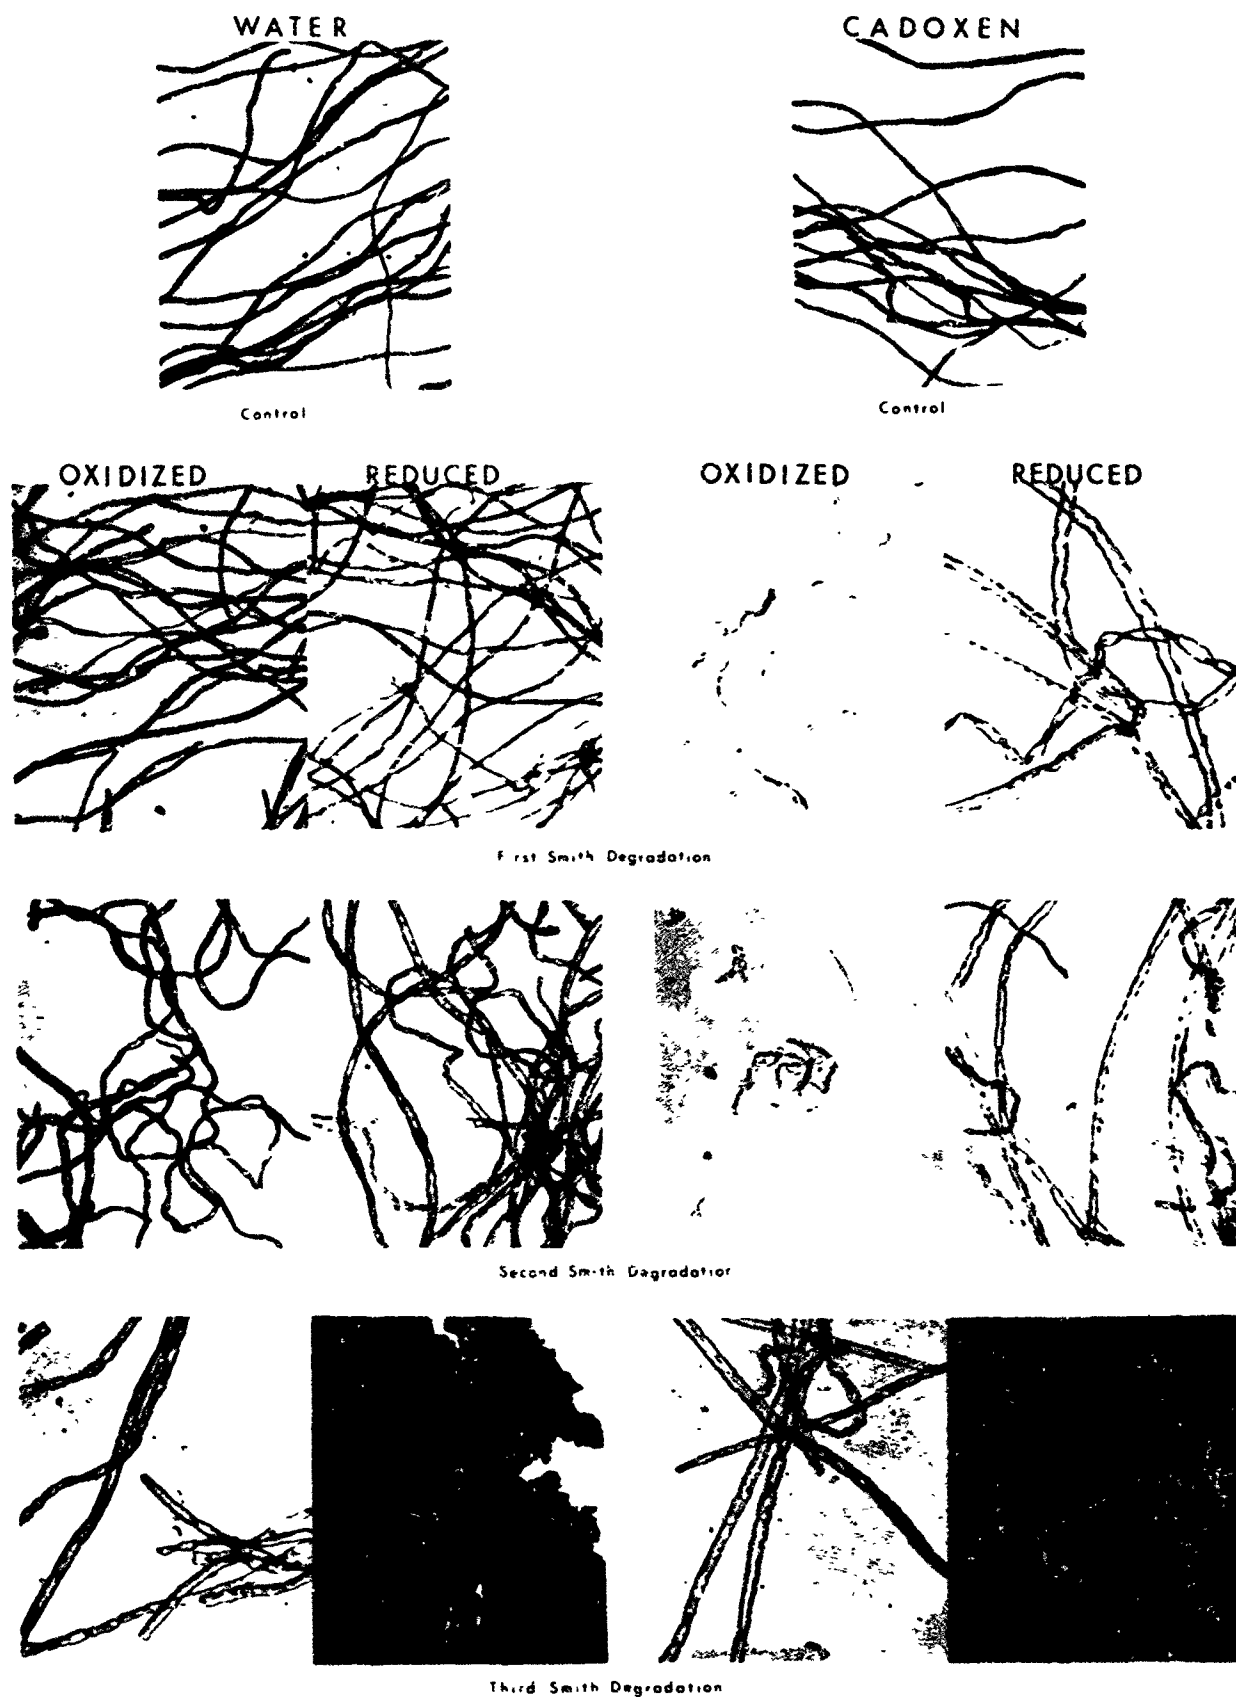 WATER
CADOXEN
Control
Control
OXIDIZED
REDUCED
OXIDIZED
REDUCED
First Smith Degradation
Second Smith Degradation
Third Smith Degradation